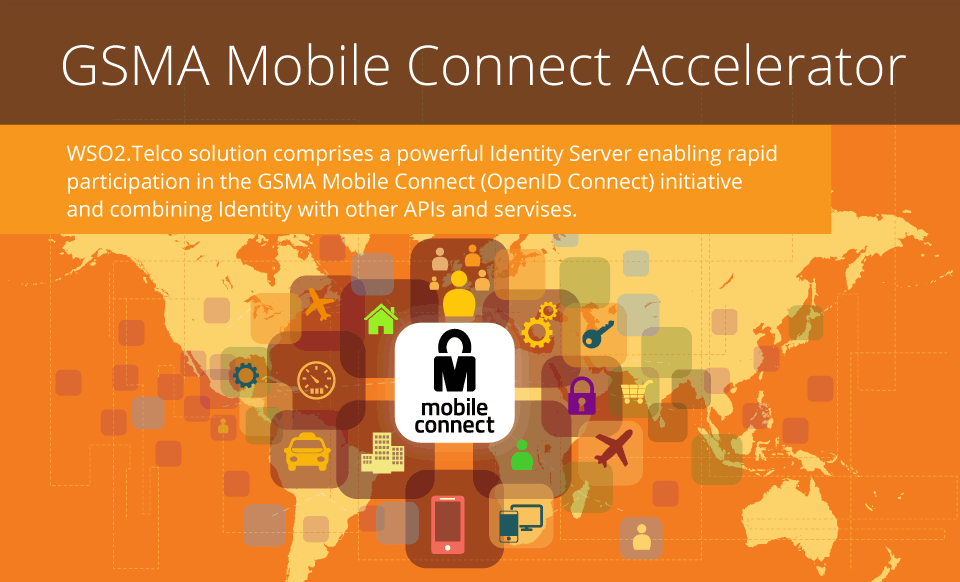 GSMA Mobile Connect Accelerator
WSO2.Telco solution comprises a powerful Identity Server enabling rapid
participation in the GSMA Mobile Connect (OpenID Connect) initiative
and combining Identity with other APIs and servises.
mobile
connect